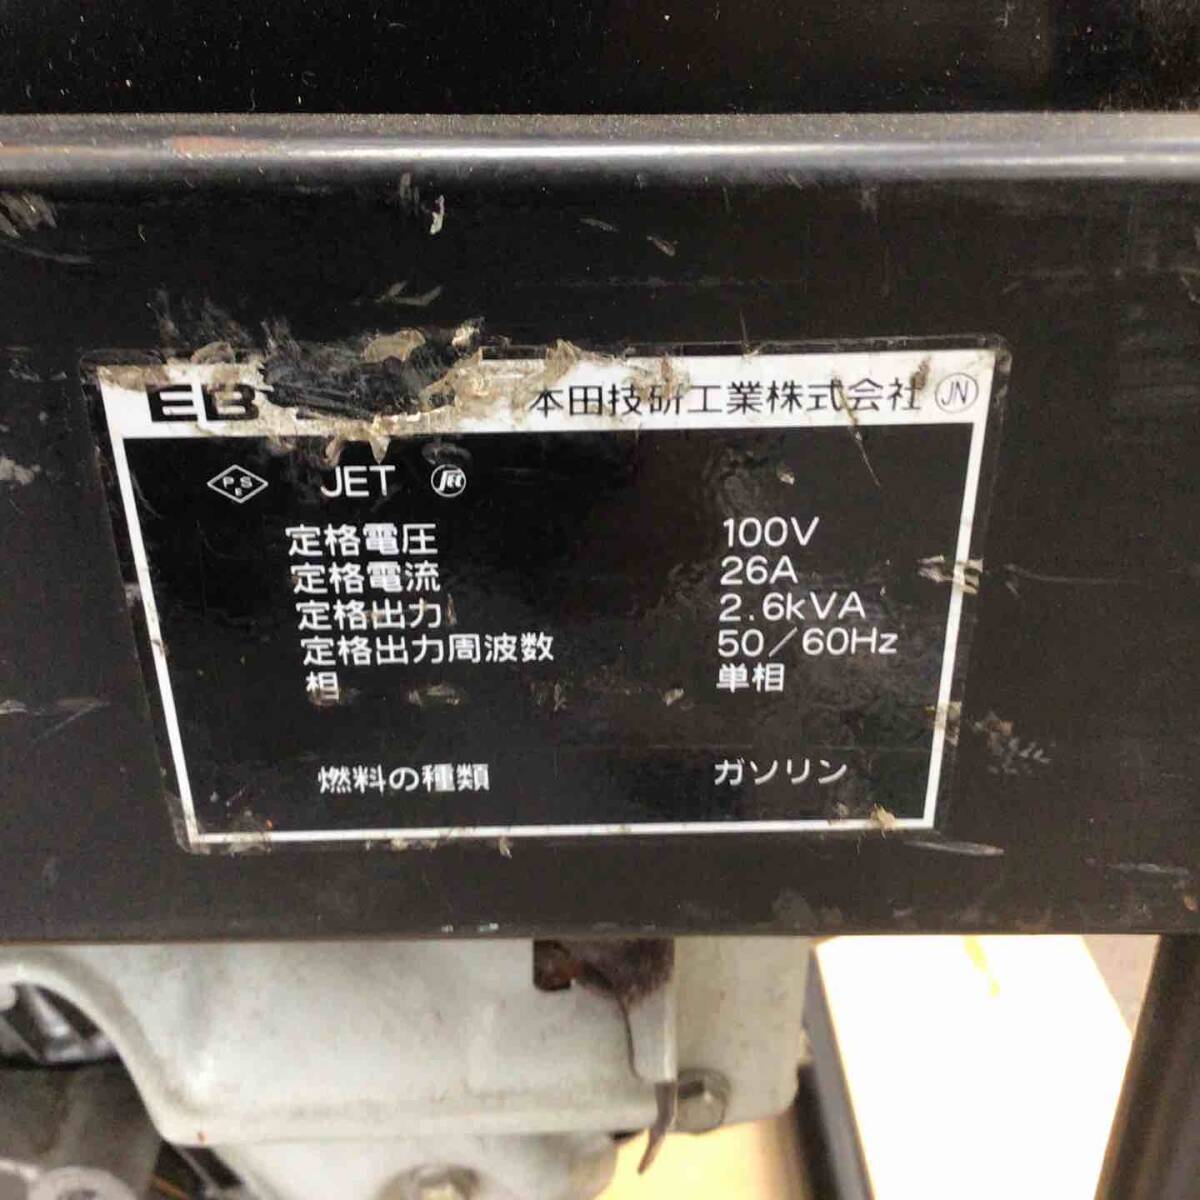 EB 本田技研工業株式会社 JN
PSE JET
定格電圧 100V
定格電流 26A
定格出力 2.6kVA
定格出力周波数 50/60Hz
相 単相
燃料の種類 ガソリン